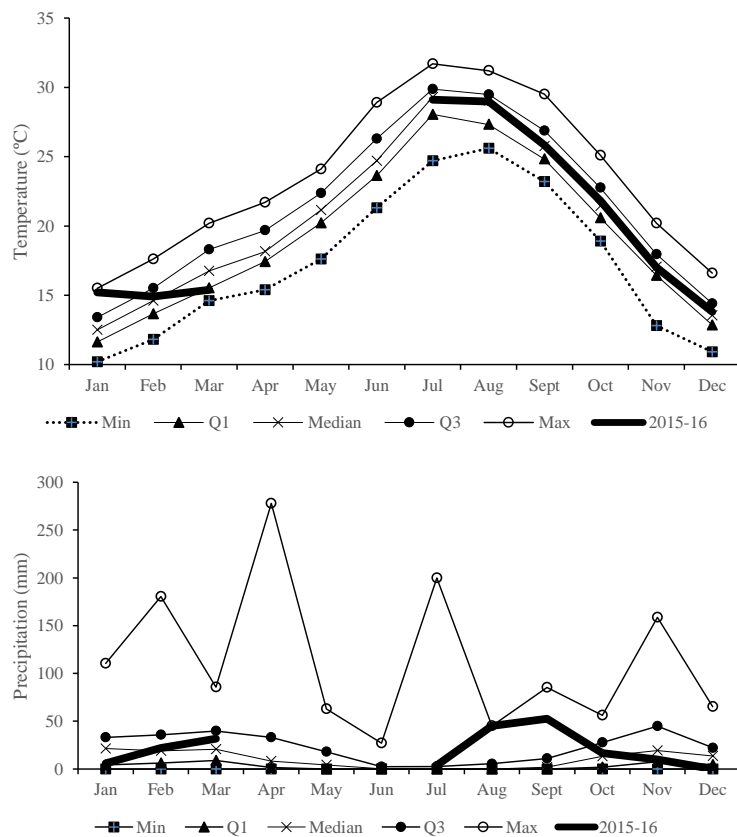 35
30
25
20
15
10
Temperature (ºC)
Jan Feb Mar Apr May Jun Jul Aug Sept Oct Nov Dec
Min Q1 Median Q3 Max 2015-16
300
250
200
150
100
50
0
Precipitation (mm)
Jan Feb Mar Apr May Jun Jul Aug Sept Oct Nov Dec
Min Q1 Median Q3 Max 2015-16